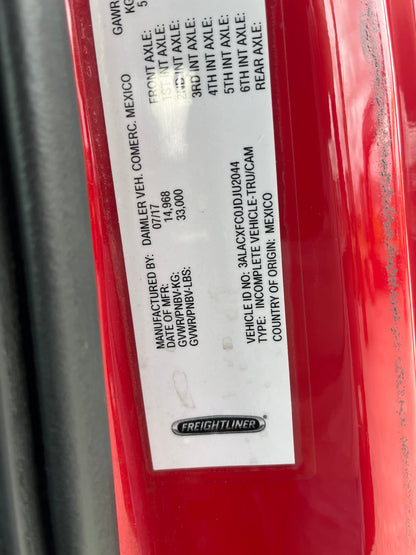 MANUFACTURED BY: DAIMLER VEH. COMERC. MEXICO
DATE OF MFR: 07/17
GVWR/PNBV-KG: 14,968
GVWR/PNBV-LBS: 33,000
GAWR
KG
5
FRONT AXLE:
1ST INT AXLE:
2ND INT AXLE:
3RD INT AXLE:
4TH INT AXLE:
5TH INT AXLE:
6TH INT AXLE:
REAR AXLE:
VEHICLE ID NO: 3ALACXFC0JDJU2044
TYPE: INCOMPLETE VEHICLE-TRU/CAM
COUNTRY OF ORIGIN: MEXICO
FREIGHTLINER